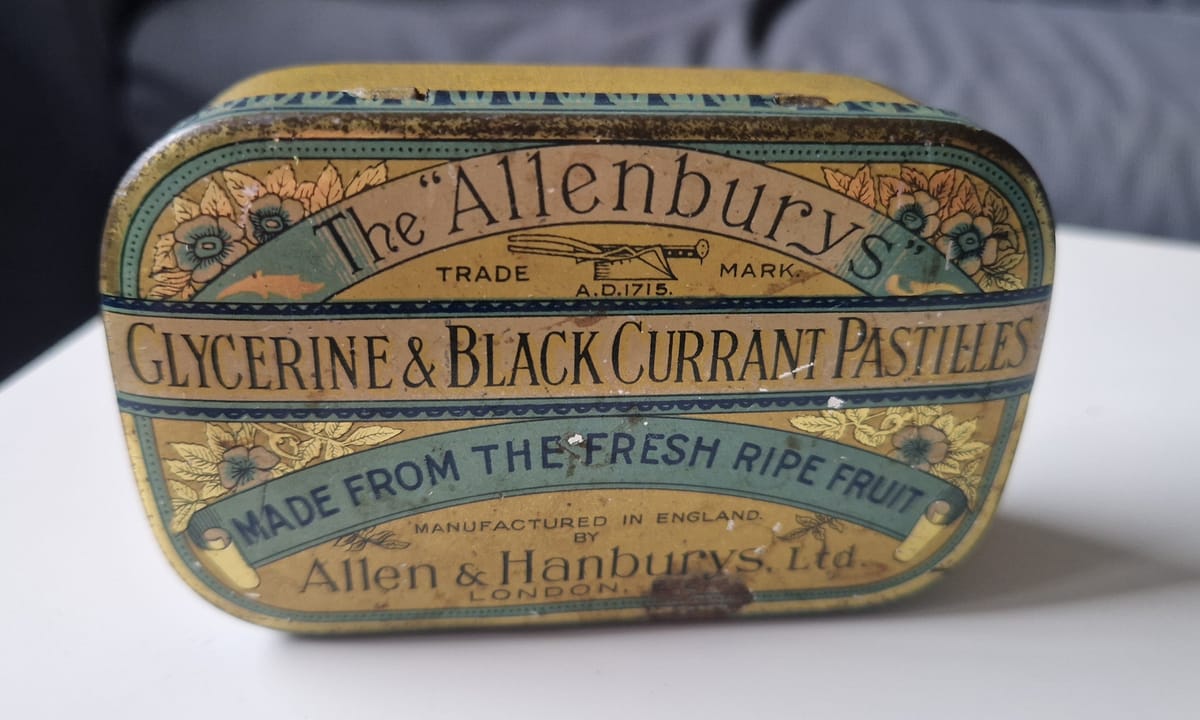 The "Allenburys"
TRADE MARK.
A.D.1715.
GLYCERINE & BLACK CURRANT PASTILLES
MADE FROM THE FRESH RIPE FRUIT
MANUFACTURED IN ENGLAND.
BY
Allen & Hanburys, Ltd.
LONDON.